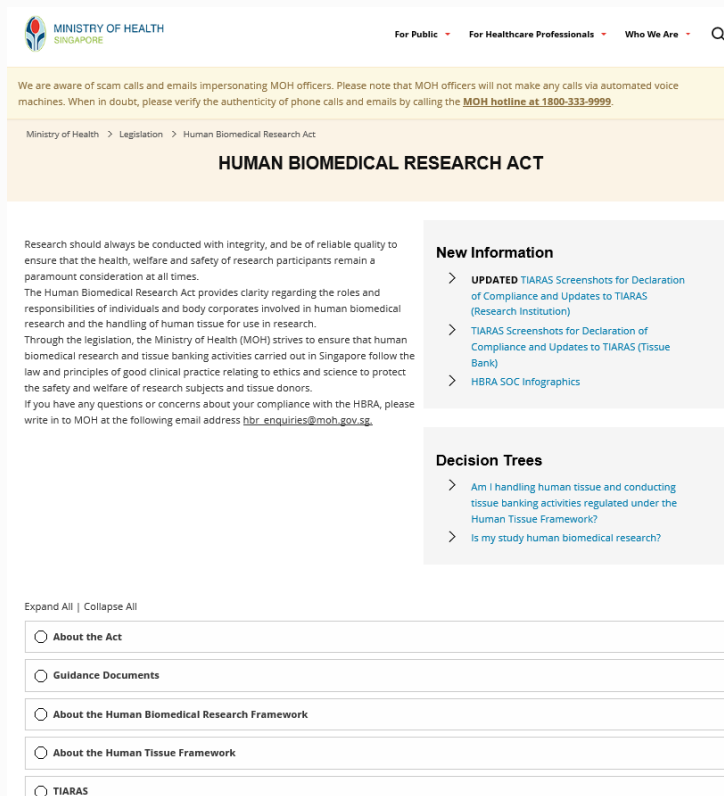 MINISTRY OF HEALTH
SINGAPORE
For Public
For Healthcare Professionals
Who We Are
We are aware of scam calls and emails impersonating MOH officers. Please note that MOH officers will not make any calls via automated voice
machines. When in doubt, please verify the authenticity of phone calls and emails by calling the MOH hotline at 1800-333-9999.
Ministry of Health > Legislation > Human Biomedical Research Act
HUMAN BIOMEDICAL RESEARCH ACT
Research should always be conducted with integrity, and be of reliable quality to
ensure that the health, welfare and safety of research participants remain a
paramount consideration at all times.
The Human Biomedical Research Act provides clarity regarding the roles and
responsibilities of individuals and body corporates involved in human biomedical
research and the handling of human tissue for use in research.
Through the legislation, the Ministry of Health (MOH) strives to ensure that human
biomedical research and tissue banking activities carried out in Singapore follow the
law and principles of good clinical practice relating to ethics and science to protect
the safety and welfare of research subjects and tissue donors.
If you have any questions or concerns about your compliance with the HBRA, please
write in to MOH at the following email address hbr_enquiries@moh.gov.sg.
New Information
UPDATED TIARAS Screenshots for Declaration
of Compliance and Updates to TIARAS
(Research Institution)
TIARAS Screenshots for Declaration of
Compliance and Updates to TIARAS (Tissue
Bank)
HBRA SOC Infographics
Decision Trees
Am I handling human tissue and conducting
tissue banking activities regulated under the
Human Tissue Framework?
Is my study human biomedical research?
Expand All | Collapse All
About the Act
Guidance Documents
About the Human Biomedical Research Framework
About the Human Tissue Framework
TIARAS